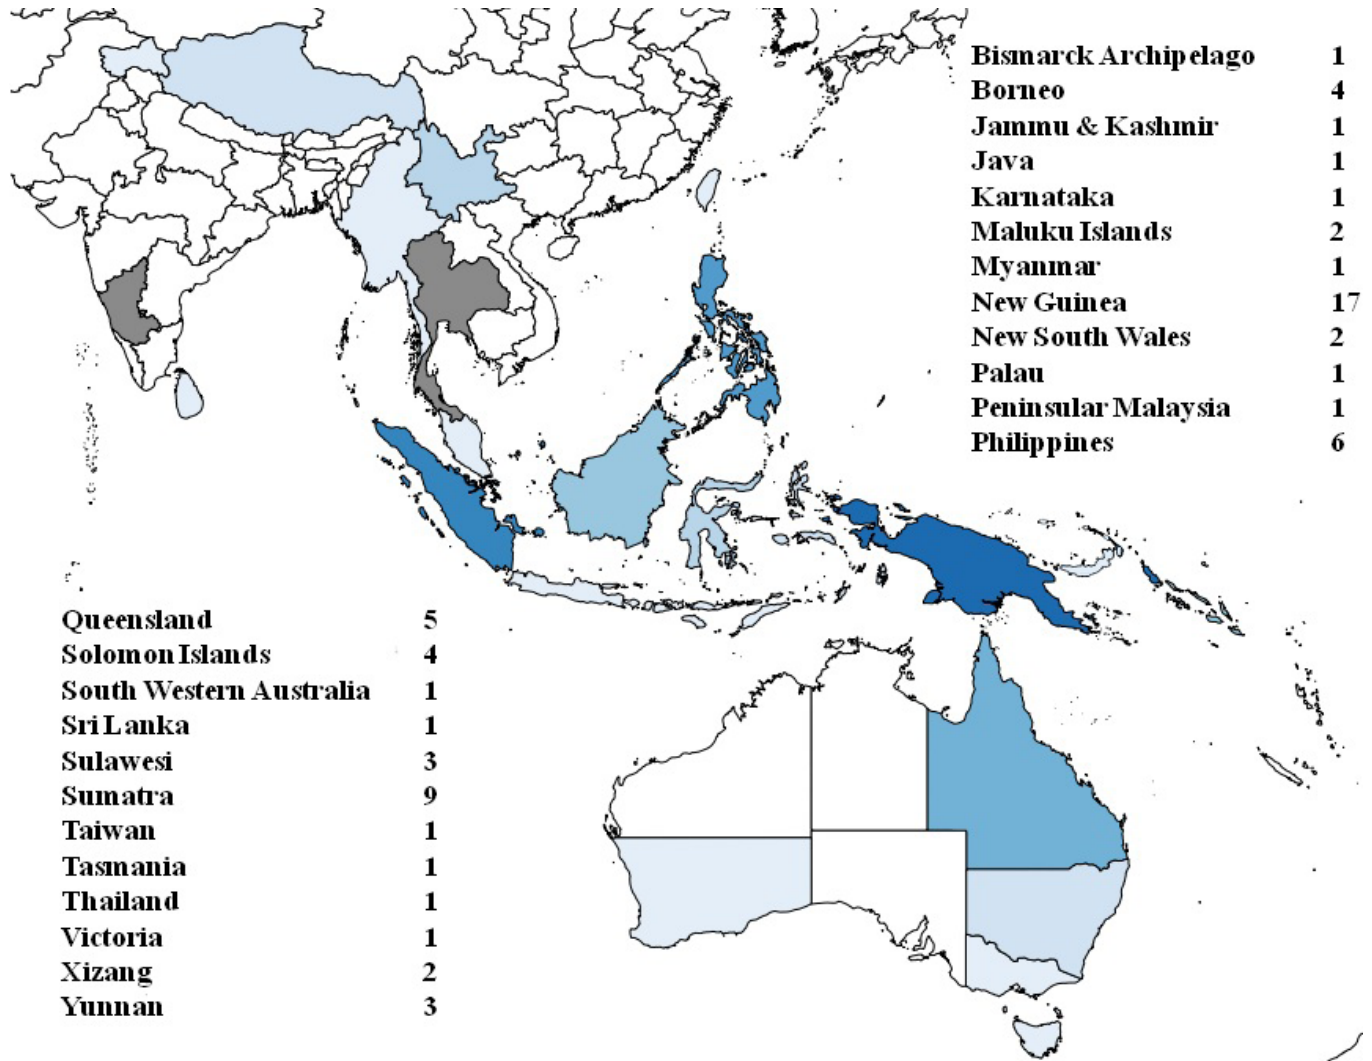 Bismarck Archipelago 1
Borneo 4
Jammu & Kashmir 1
Java 1
Karnataka 1
Maluku Islands 2
Myanmar 1
New Guinea 17
New South Wales 2
Palau 1
Peninsular Malaysia 1
Philippines 6
Queensland 5
Solomon Islands 4
South Western Australia 1
Sri Lanka 1
Sulawesi 3
Sumatra 9
Taiwan 1
Tasmania 1
Thailand 1
Victoria 1
Xizang 2
Yunnan 3